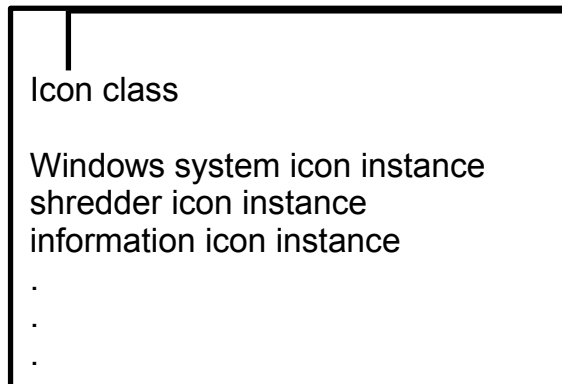 Icon class
Windows system icon instance
shredder icon instance
information icon instance
.
.
.